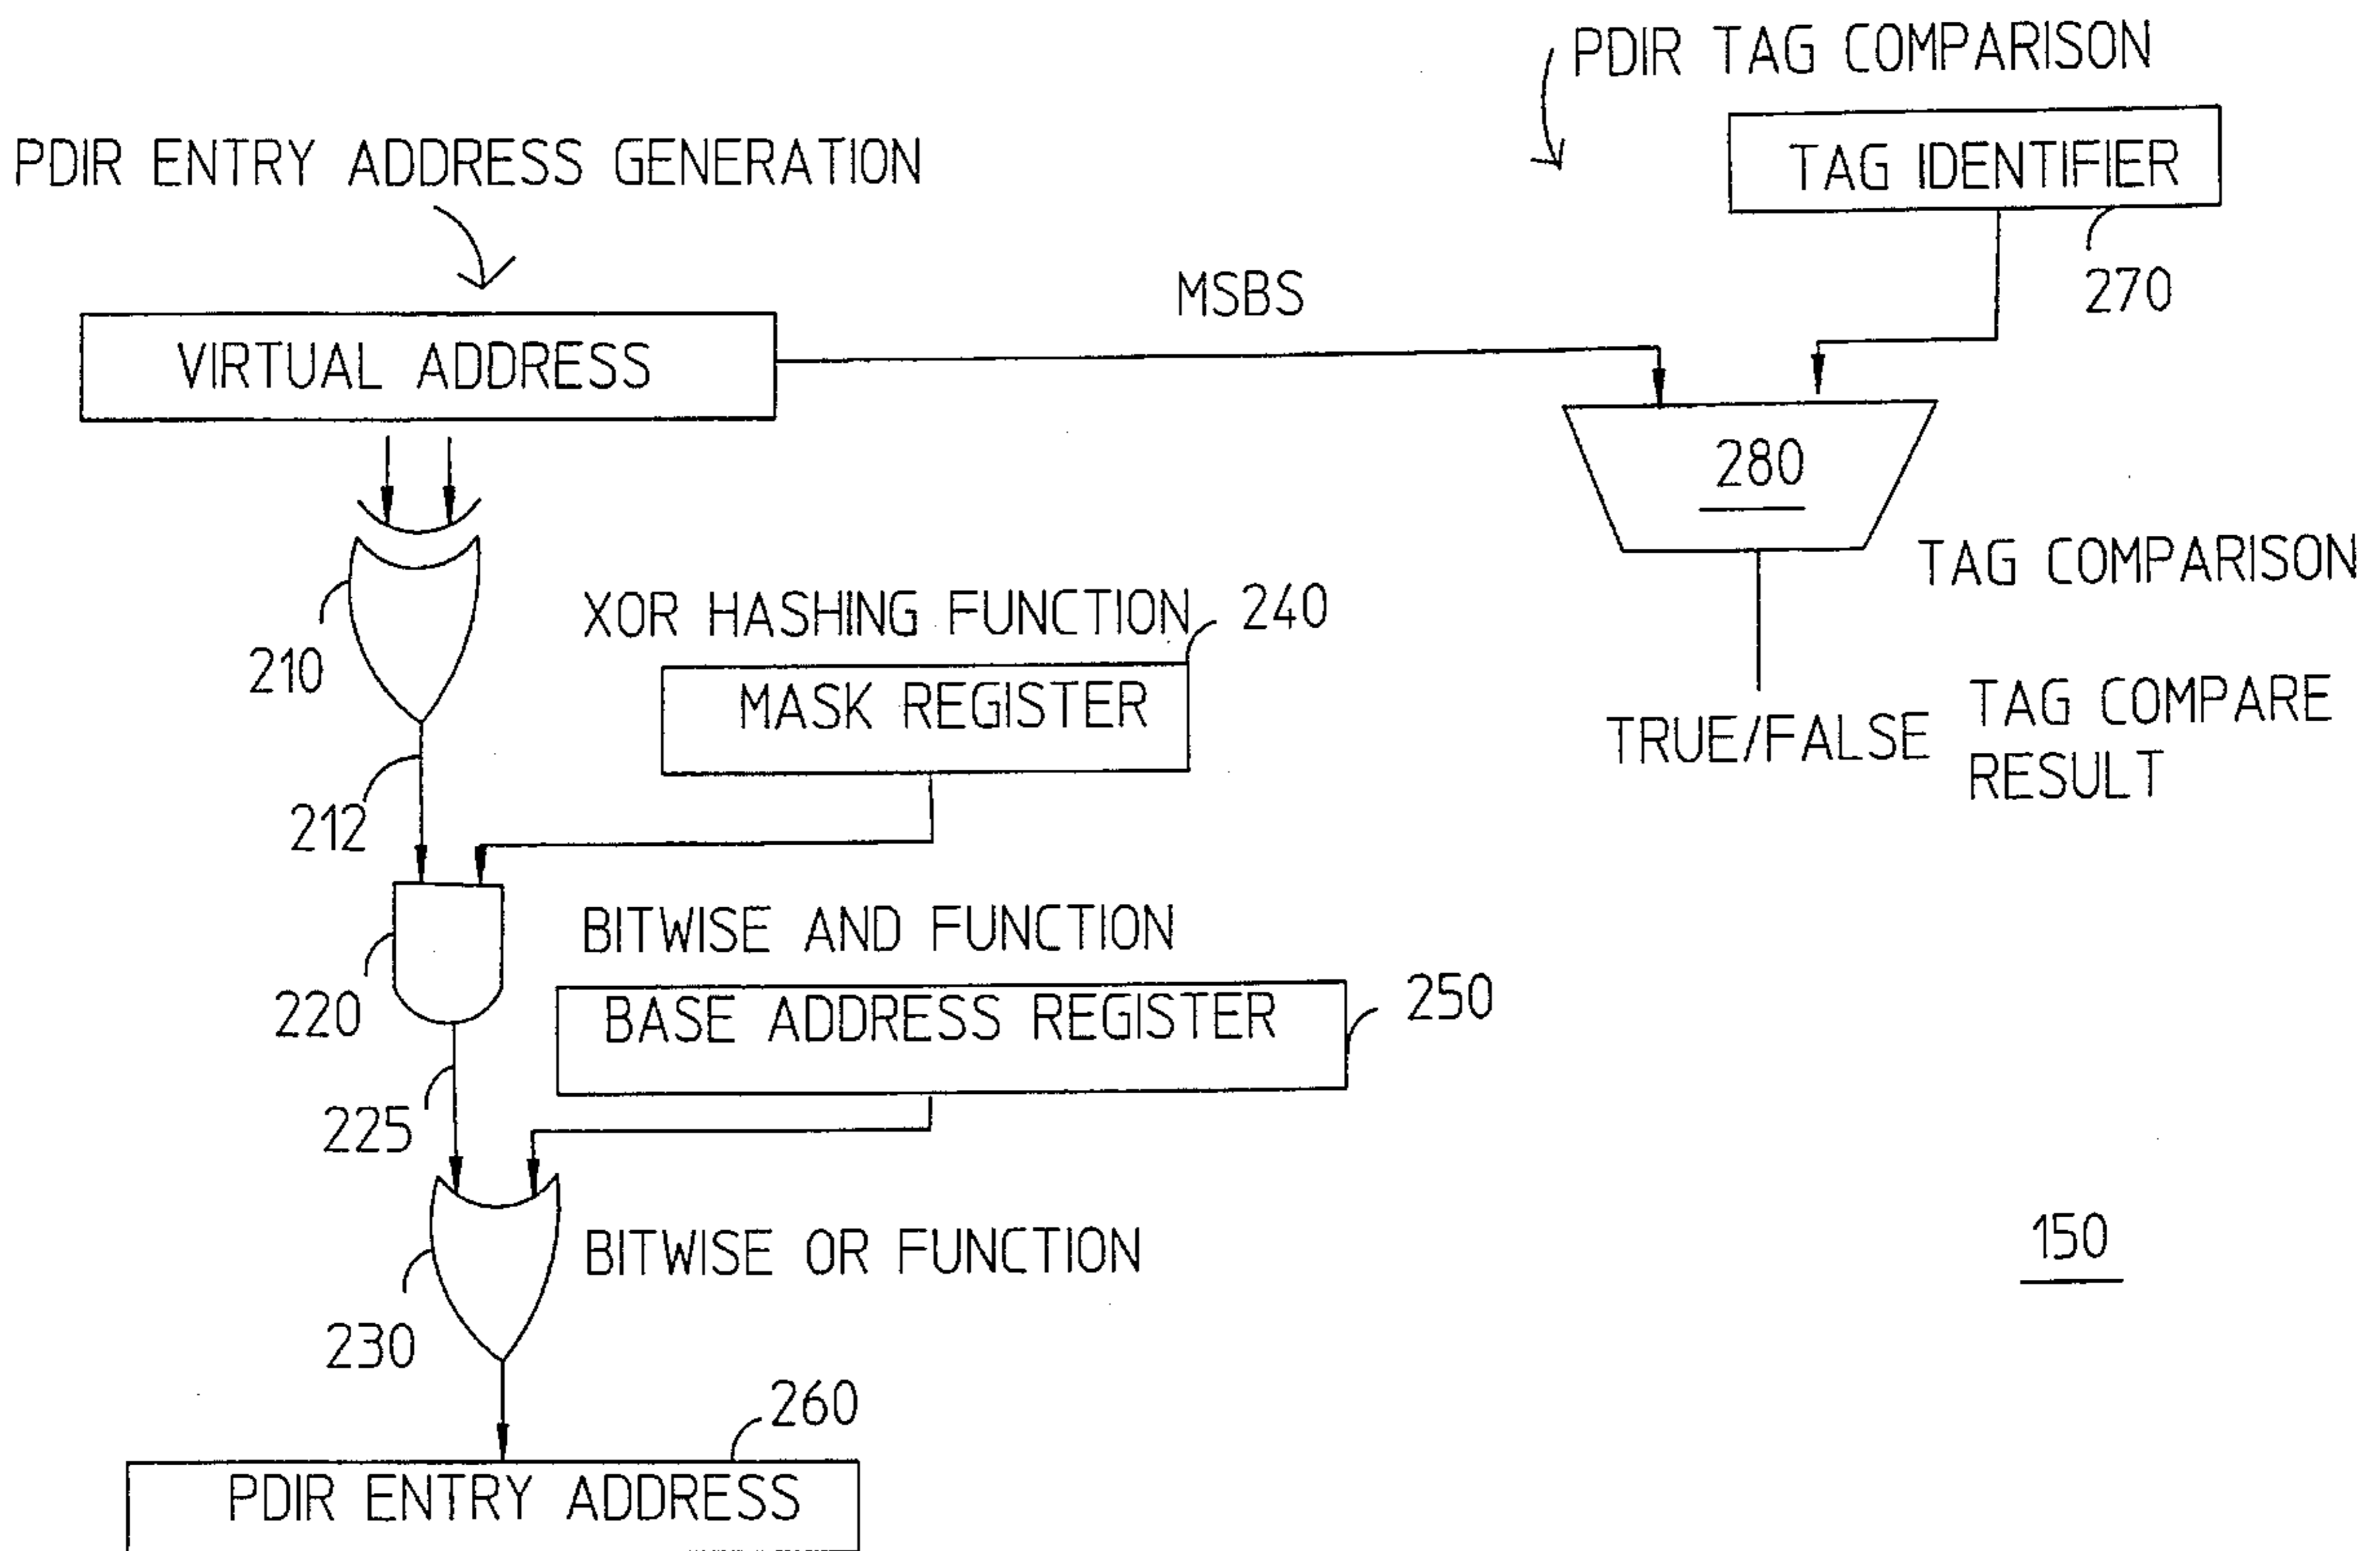 PDIR TAG COMPARISON
TAG IDENTIFIER
270
PDIR ENTRY ADDRESS GENERATION
MSBS
VIRTUAL ADDRESS
280
TAG COMPARISON
TRUE/FALSE
TAG COMPARE
RESULT
210
XOR HASHING FUNCTION
240
MASK REGISTER
212
BITWISE AND FUNCTION
220
BASE ADDRESS REGISTER
250
225
BITWISE OR FUNCTION
230
150
260
PDIR ENTRY ADDRESS